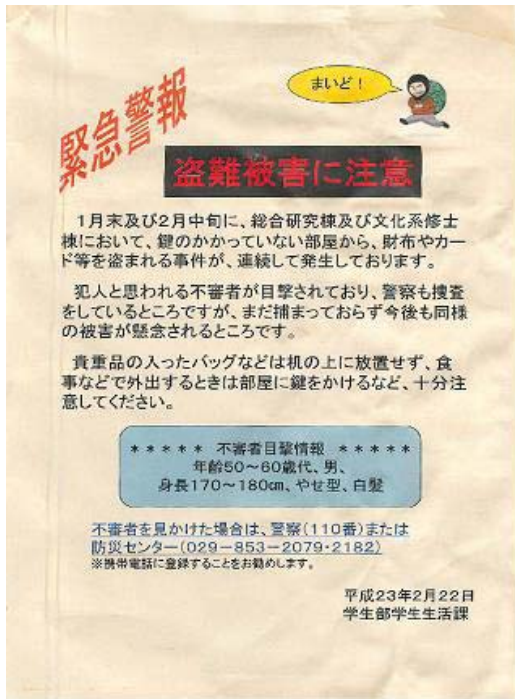 まいど！
緊急警報
盗難被害に注意
1月末及び2月中旬に、総合研究棟及び文化系修士
棟において、鍵のかかっていない部屋から、財布やカー
ド等を盗まれる事件が、連続して発生しております。
犯人と思われる不審者が目撃されており、警察も捜査
をしているところですが、まだ捕まっておらず今後も同様
の被害が懸念されるところです。
貴重品の入ったバッグなどは机の上に放置せず、食
事などで外出するときは部屋に鍵をかけるなど、十分注
意してください。
＊＊＊＊＊ 不審者目撃情報 ＊＊＊＊＊
年齢50～60歳代、男、
身長170～180㎝、やせ型、白髪
不審者を見かけた場合は、警察(110番)または
防災センター(029－853－2079・2182)
※携帯電話に登録することをお勧めします。
平成23年2月22日
学生部学生生活課